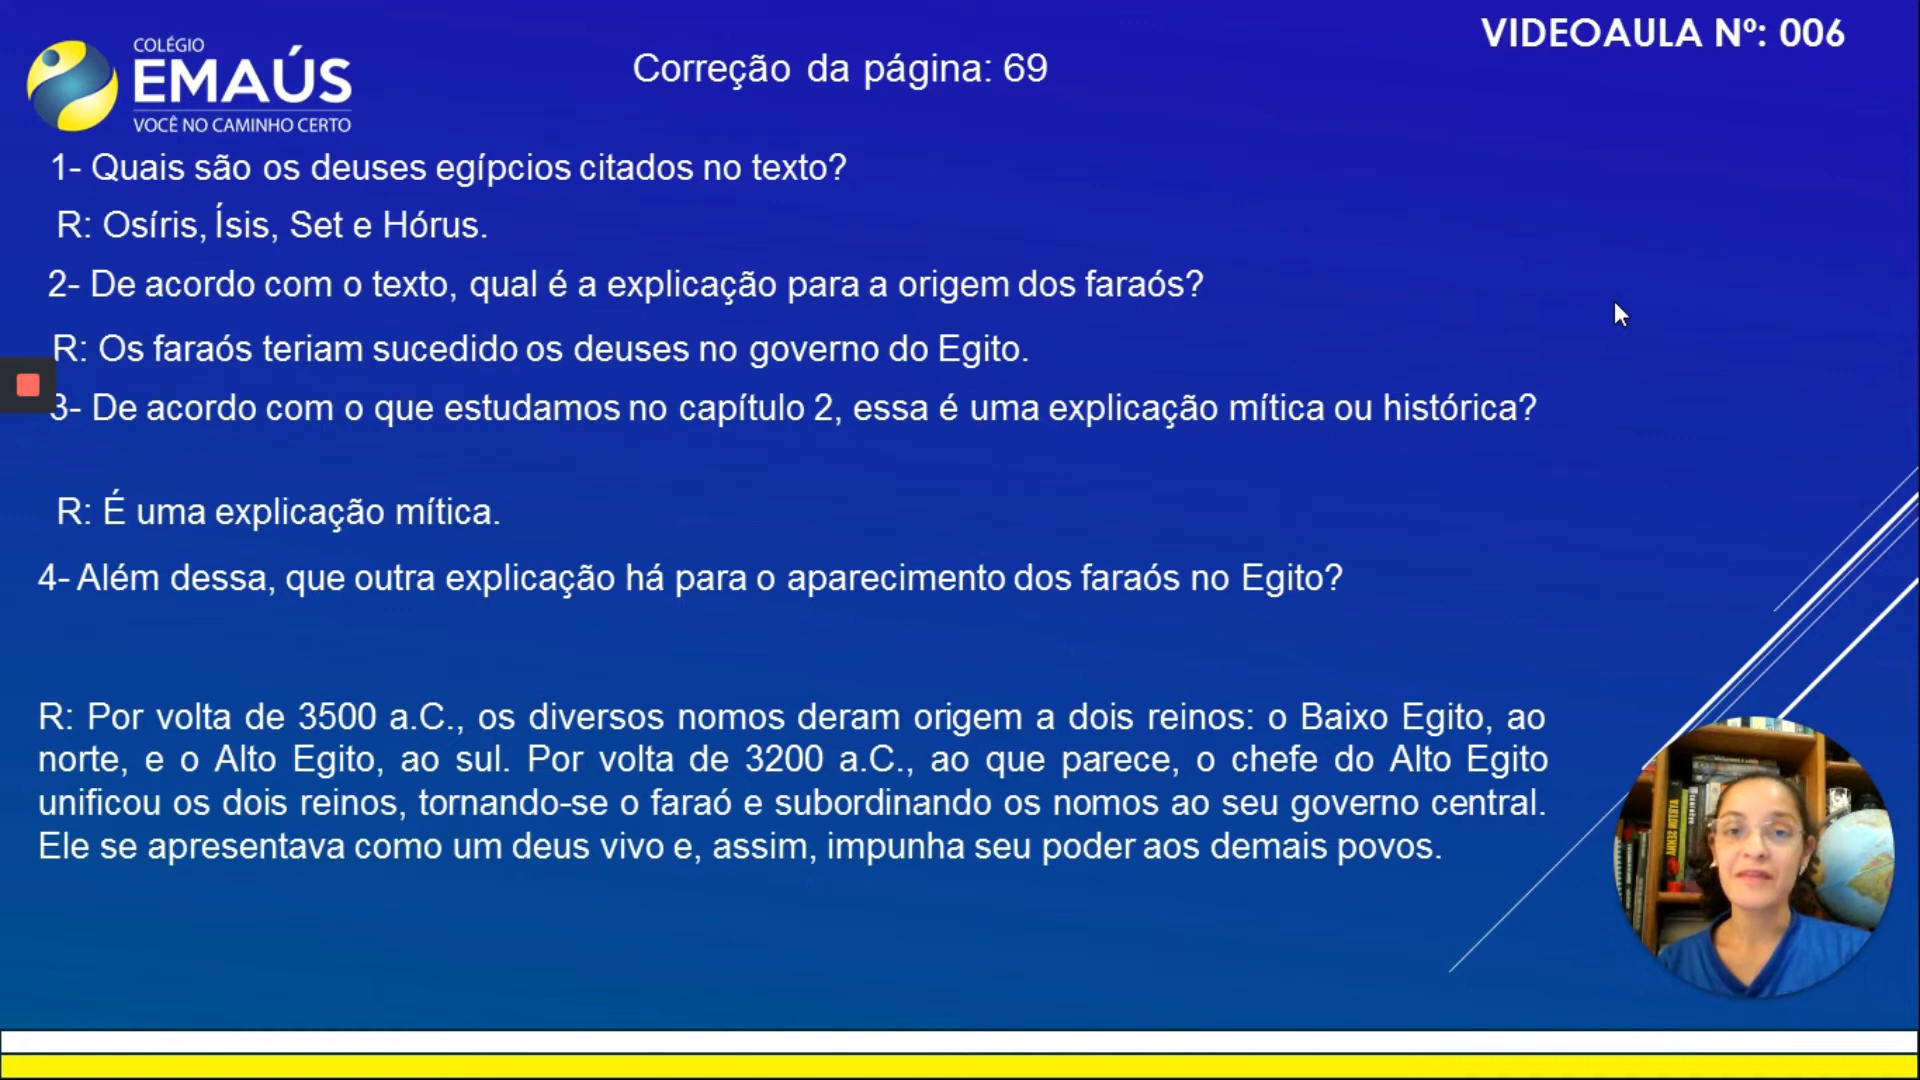 VIDEOAULA Nº: 006
COLÉGIO
EMAÚS
VOCÊ NO CAMINHO CERTO
Correção da página: 69
1- Quais são os deuses egípcios citados no texto?
R: Osíris, Ísis, Set e Hórus.
2- De acordo com o texto, qual é a explicação para a origem dos faraós?
R: Os faraós teriam sucedido os deuses no governo do Egito.
3- De acordo com o que estudamos no capítulo 2, essa é uma explicação mítica ou histórica?
R: É uma explicação mítica.
4- Além dessa, que outra explicação há para o aparecimento dos faraós no Egito?
R: Por volta de 3500 a.C., os diversos nomos deram origem a dois reinos: o Baixo Egito, ao
norte, e o Alto Egito, ao sul. Por volta de 3200 a.C., ao que parece, o chefe do Alto Egito
unificou os dois reinos, tornando-se o faraó e subordinando os nomos ao seu governo central.
Ele se apresentava como um deus vivo e, assim, impunha seu poder aos demais povos.